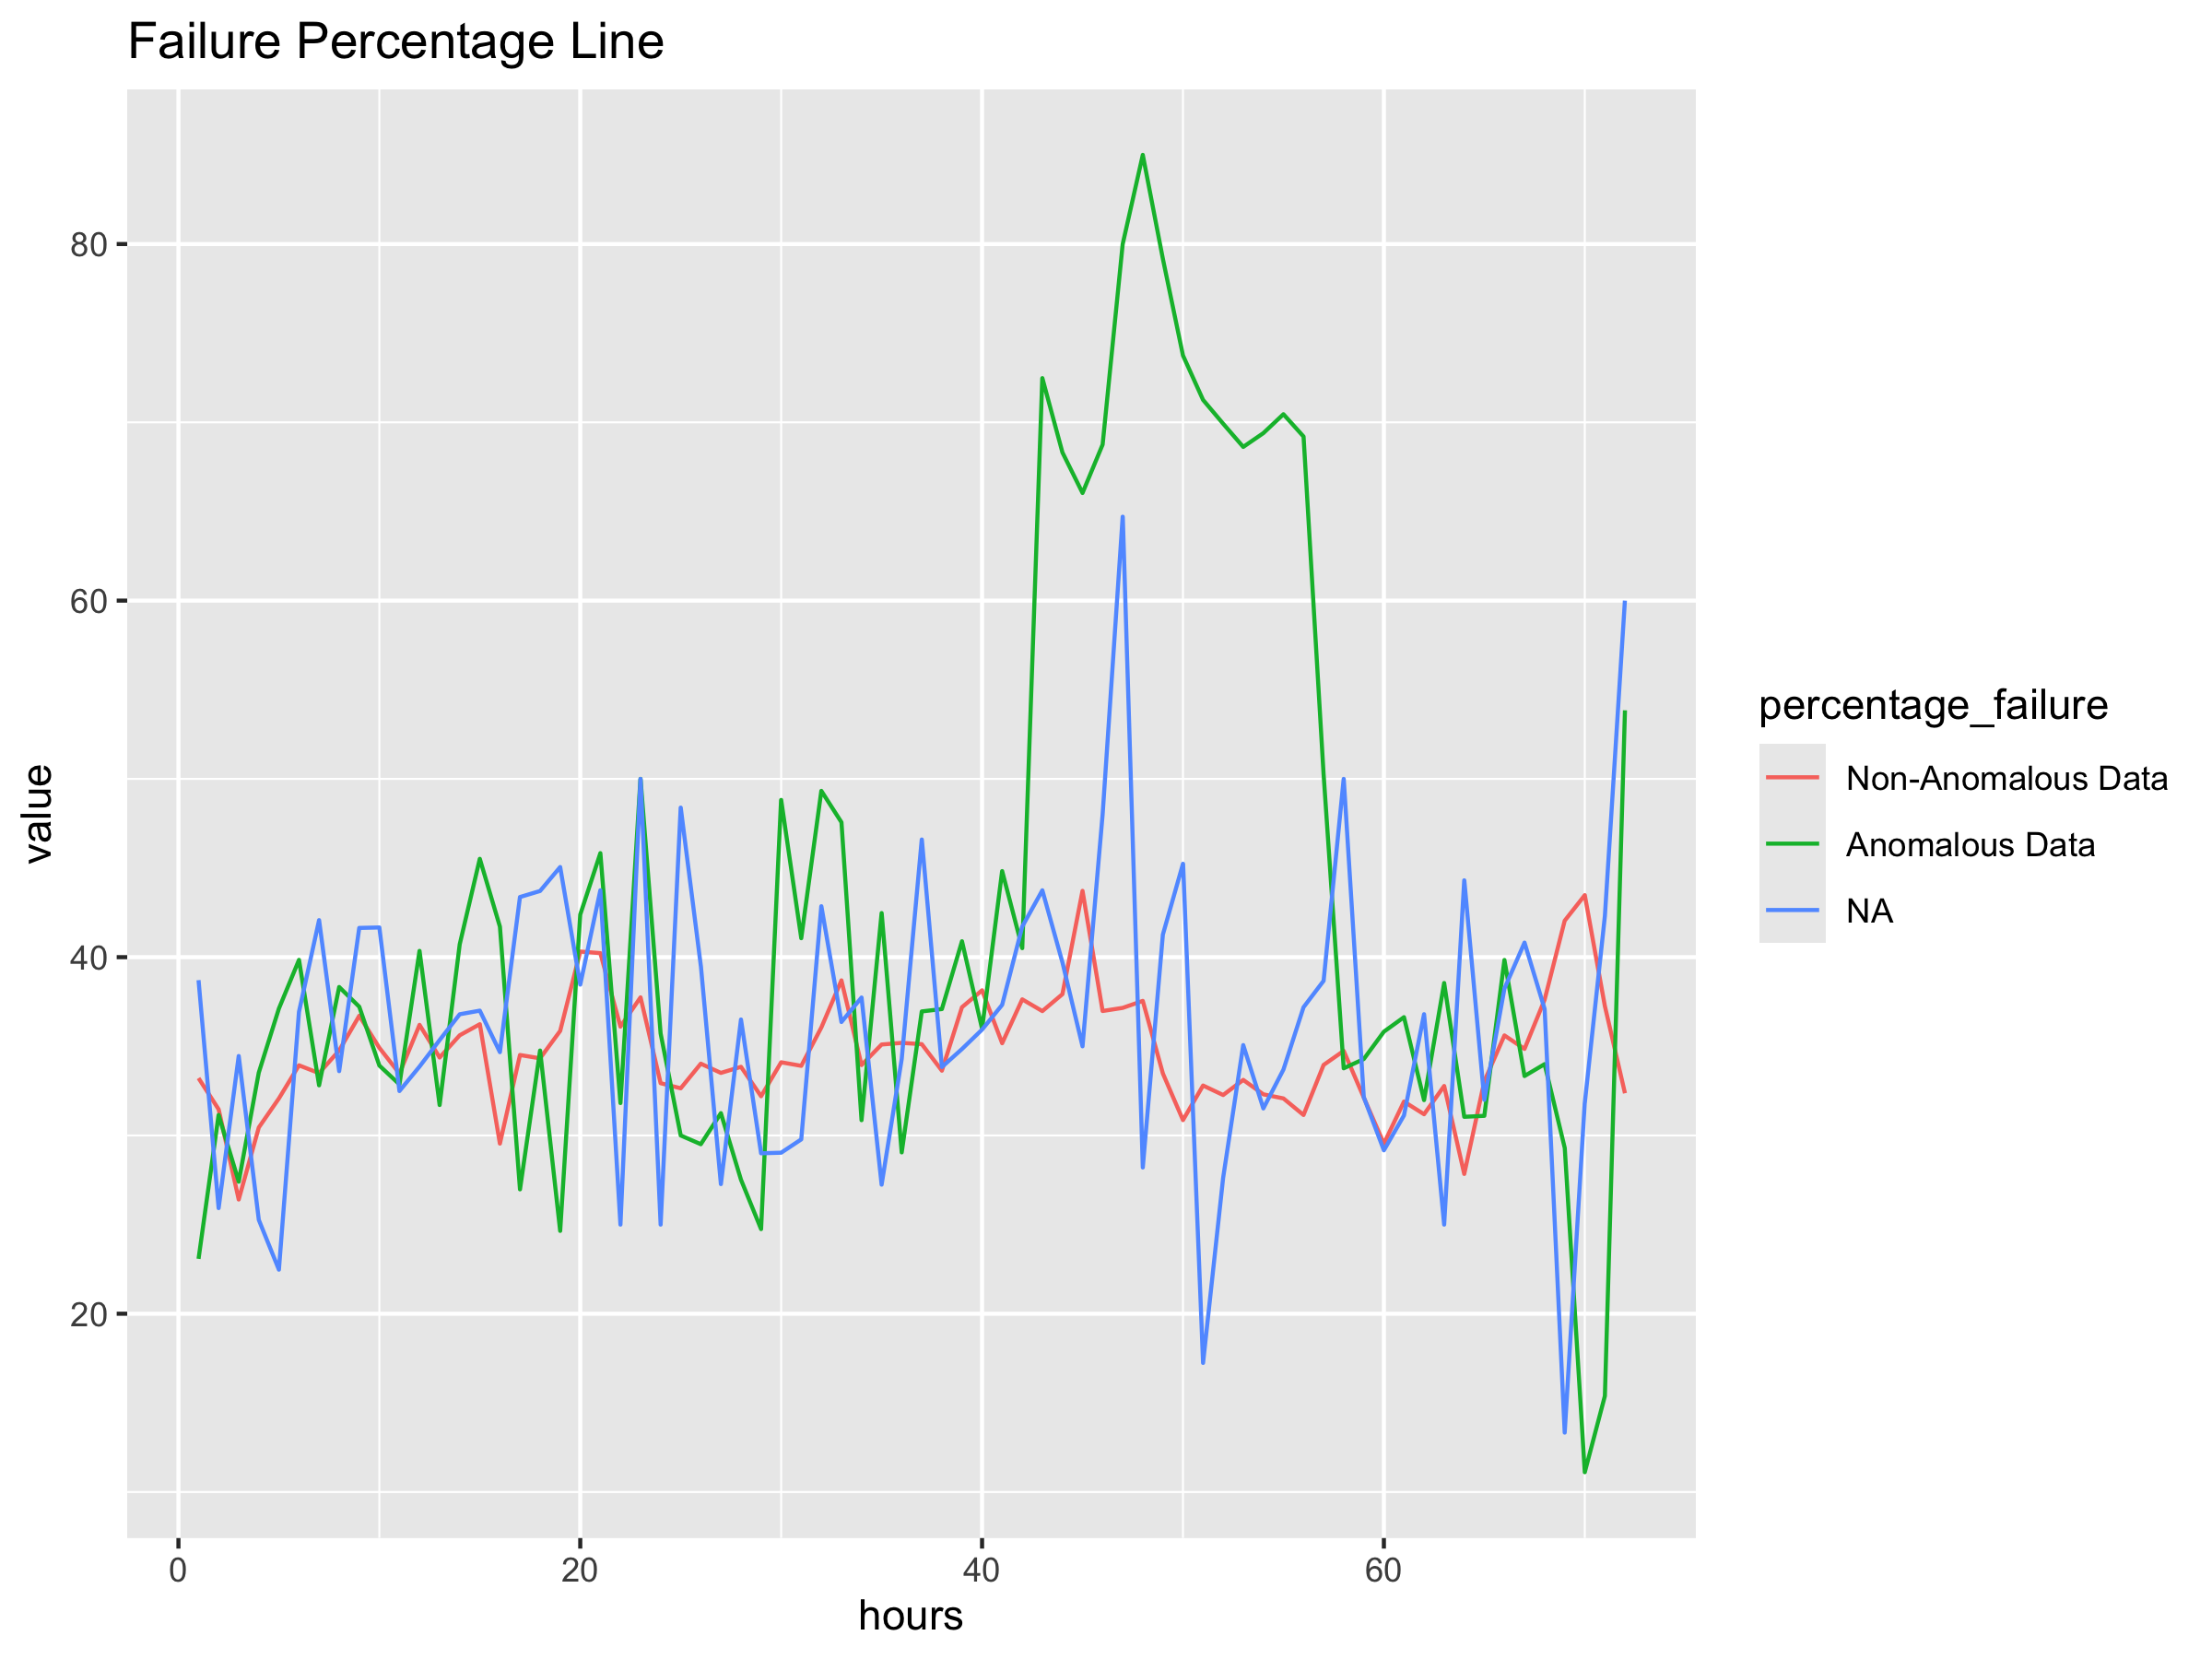 Failure Percentage Line
80
60
40
20
value
0 20 40 60
hours
percentage_failure
Non-Anomalous Data
Anomalous Data
NA